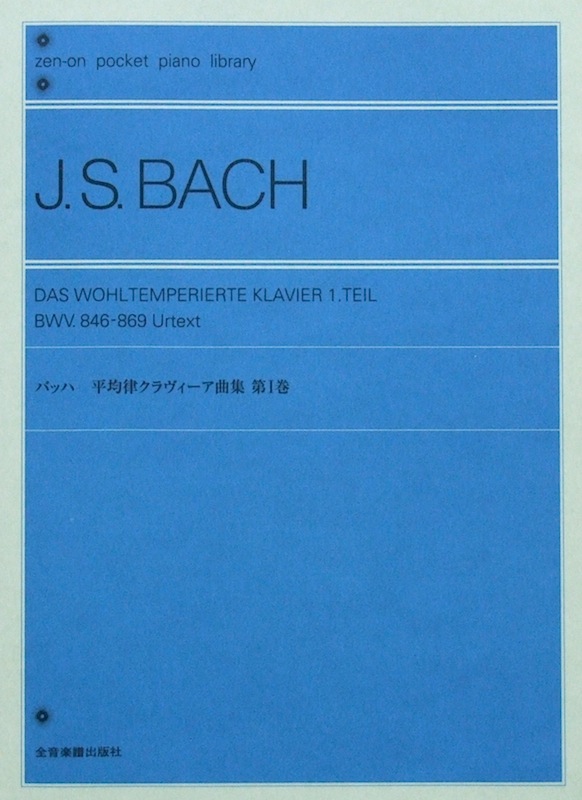 zen-on pocket piano library
J.S. BACH
DAS WOHLTEMPERIERTE KLAVIER 1.TEIL
BWV. 846-869 Urtext
バッハ 平均律クラヴィーア曲集 第I巻
全音楽譜出版社